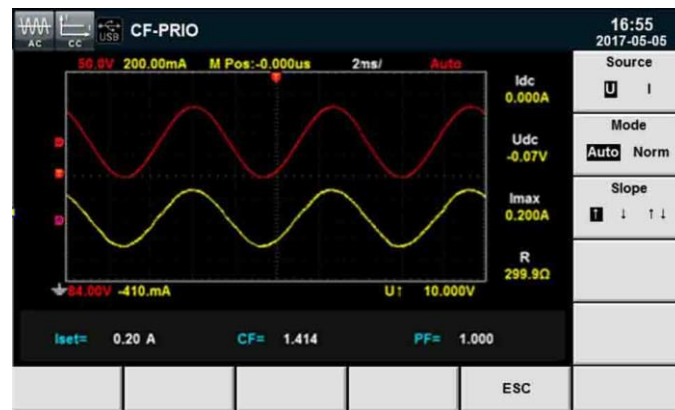 AC
CC
USB
CF-PRIO
16:55
2017-05-05
50.0V 200.00mA M Pos:-0.000us 2ms/ Auto
Idc
0.000A
Udc
-0.07V
Imax
0.200A
R
299.9Ω
84.00V -410.mA U↑ 10.000V
Iset= 0.20 A CF= 1.414 PF= 1.000
Source
U I
Mode
Auto Norm
Slope
↑ ↓ ↑↓
ESC